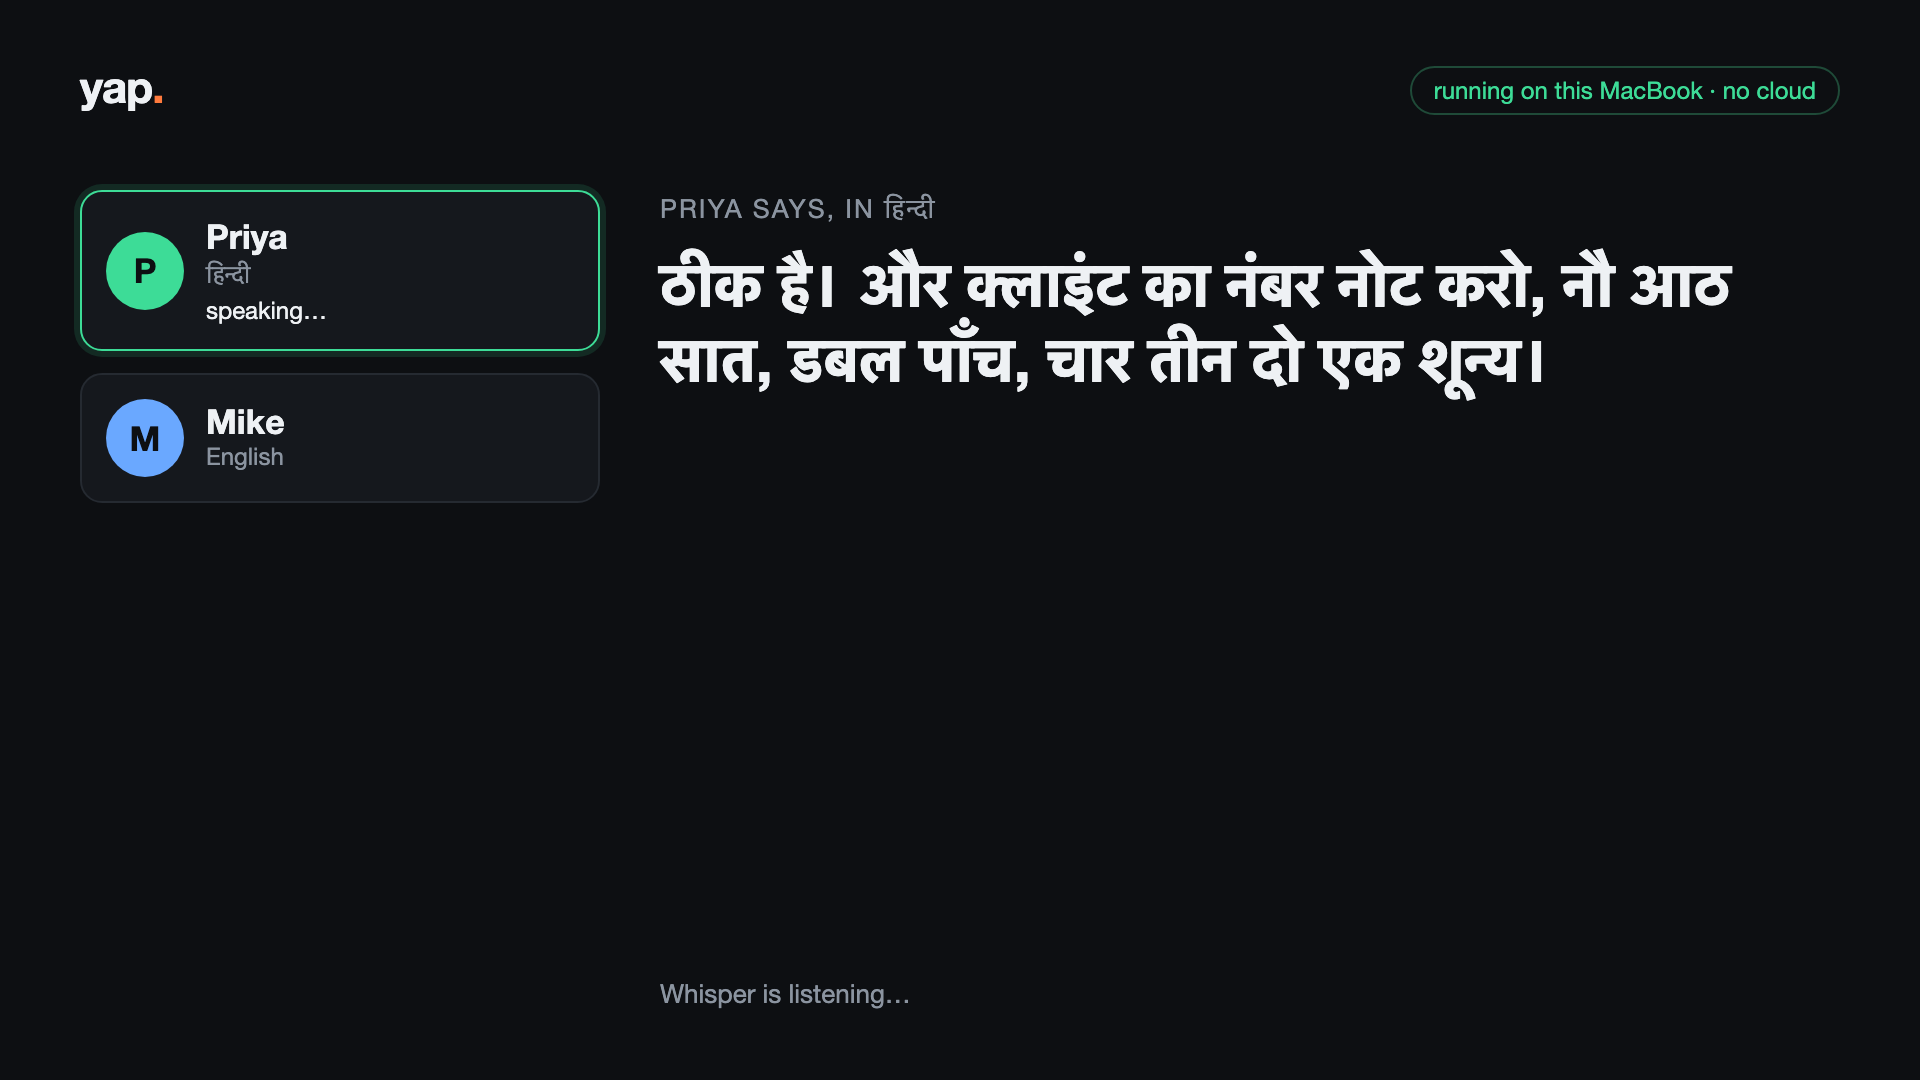 yap.
running on this MacBook · no cloud
P
Priya
हिन्दी
speaking…
M
Mike
English
PRIYA SAYS, IN हिन्दी
ठीक है। और क्लाइंट का नंबर नोट करो, नौ आठ
सात, डबल पाँच, चार तीन दो एक शून्य।
Whisper is listening…